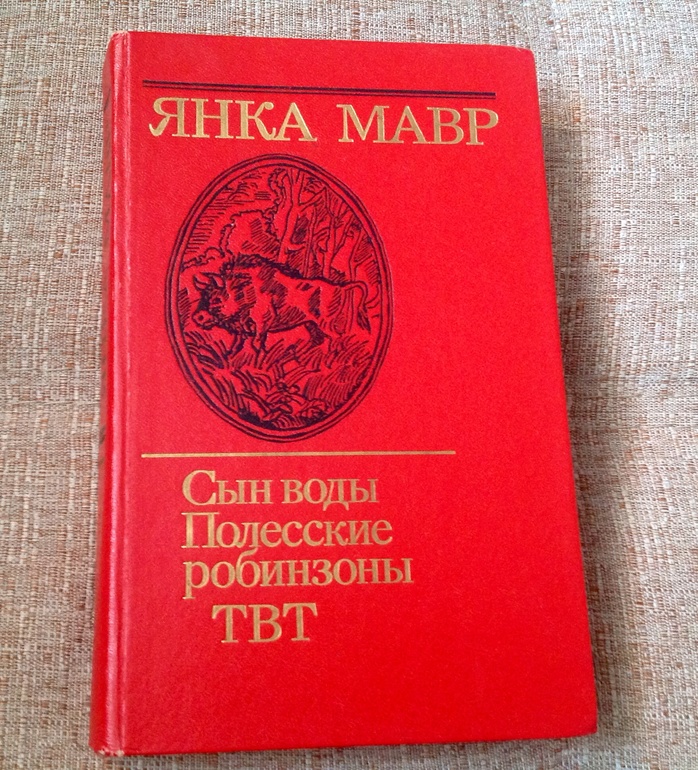 ЯНКА МАВР
Сын воды
Полесские
робинзоны
ТВТ